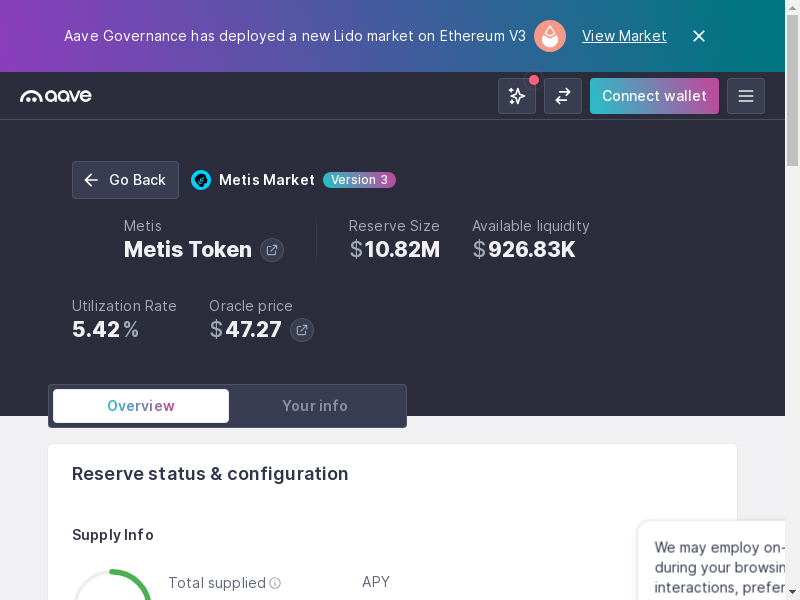 Aave Governance has deployed a new Lido market on Ethereum V3 View Market
aave
Connect wallet
Go Back Metis Market Version 3
Metis
Metis Token
Reserve Size
$10.82M
Available liquidity
$926.83K
Utilization Rate
5.42%
Oracle price
$47.27
Overview
Your info
Reserve status & configuration
Supply Info
Total supplied
APY
We may employ on-
during your browsin
interactions, prefer